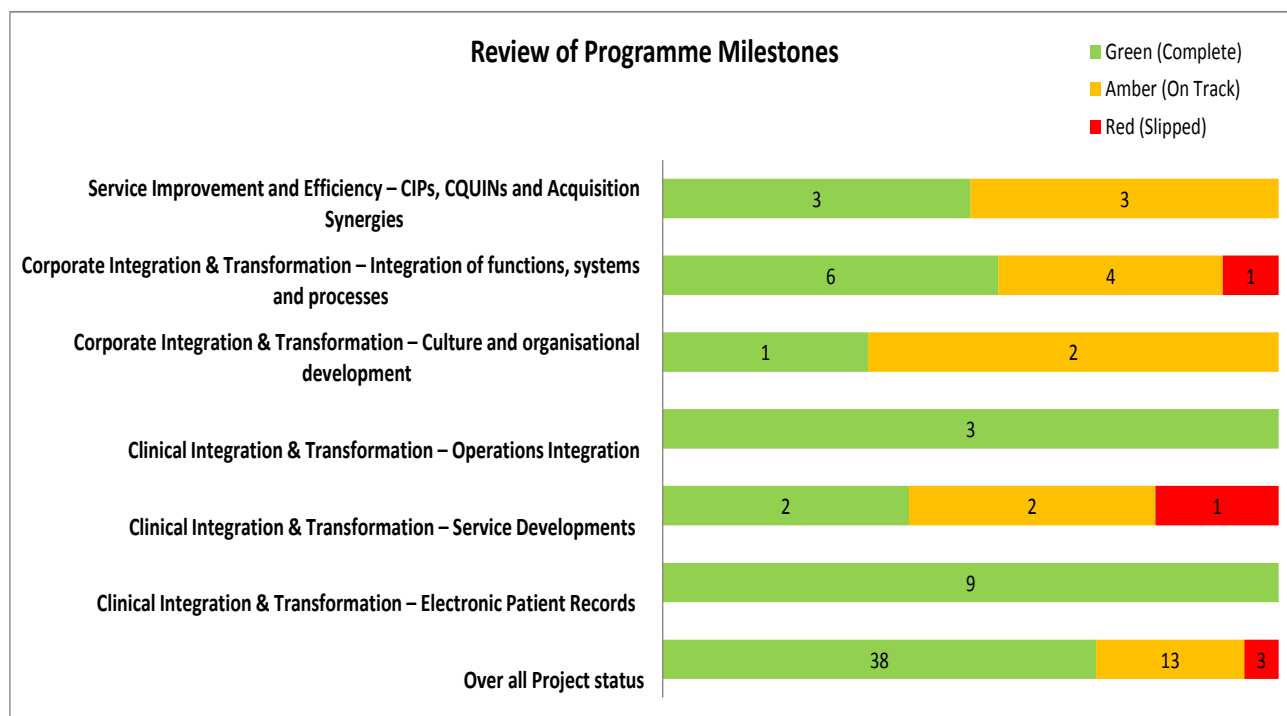 Review of Programme Milestones
Green (Complete)
Amber (On Track)
Red (Slipped)
Service Improvement and Efficiency – CIPs, CQUINs and Acquisition
Synergies
3 3
Corporate Integration & Transformation – Integration of functions, systems
and processes
6 4 1
Corporate Integration & Transformation – Culture and organisational
development
1 2
Clinical Integration & Transformation – Operations Integration
3
Clinical Integration & Transformation – Service Developments
2 2 1
Clinical Integration & Transformation – Electronic Patient Records
9
Over all Project status
38 13 3